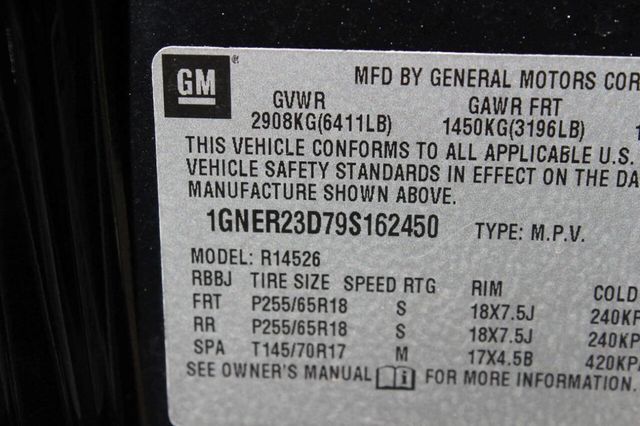 GM ®
MFD BY GENERAL MOTORS COR
GVWR GAWR FRT
2908KG(6411LB) 1450KG(3196LB)
THIS VEHICLE CONFORMS TO ALL APPLICABLE U.S.
VEHICLE SAFETY STANDARDS IN EFFECT ON THE DA
MANUFACTURE SHOWN ABOVE.
1GNER23D79S162450 TYPE: M.P.V.
MODEL: R14526
RBBJ TIRE SIZE SPEED RTG RIM COLD
FRT P255/65R18 S 18X7.5J 240KP
RR P255/65R18 S 18X7.5J 240KP
SPA T145/70R17 M 17X4.5B 420KP
SEE OWNER'S MANUAL FOR MORE INFORMATION.